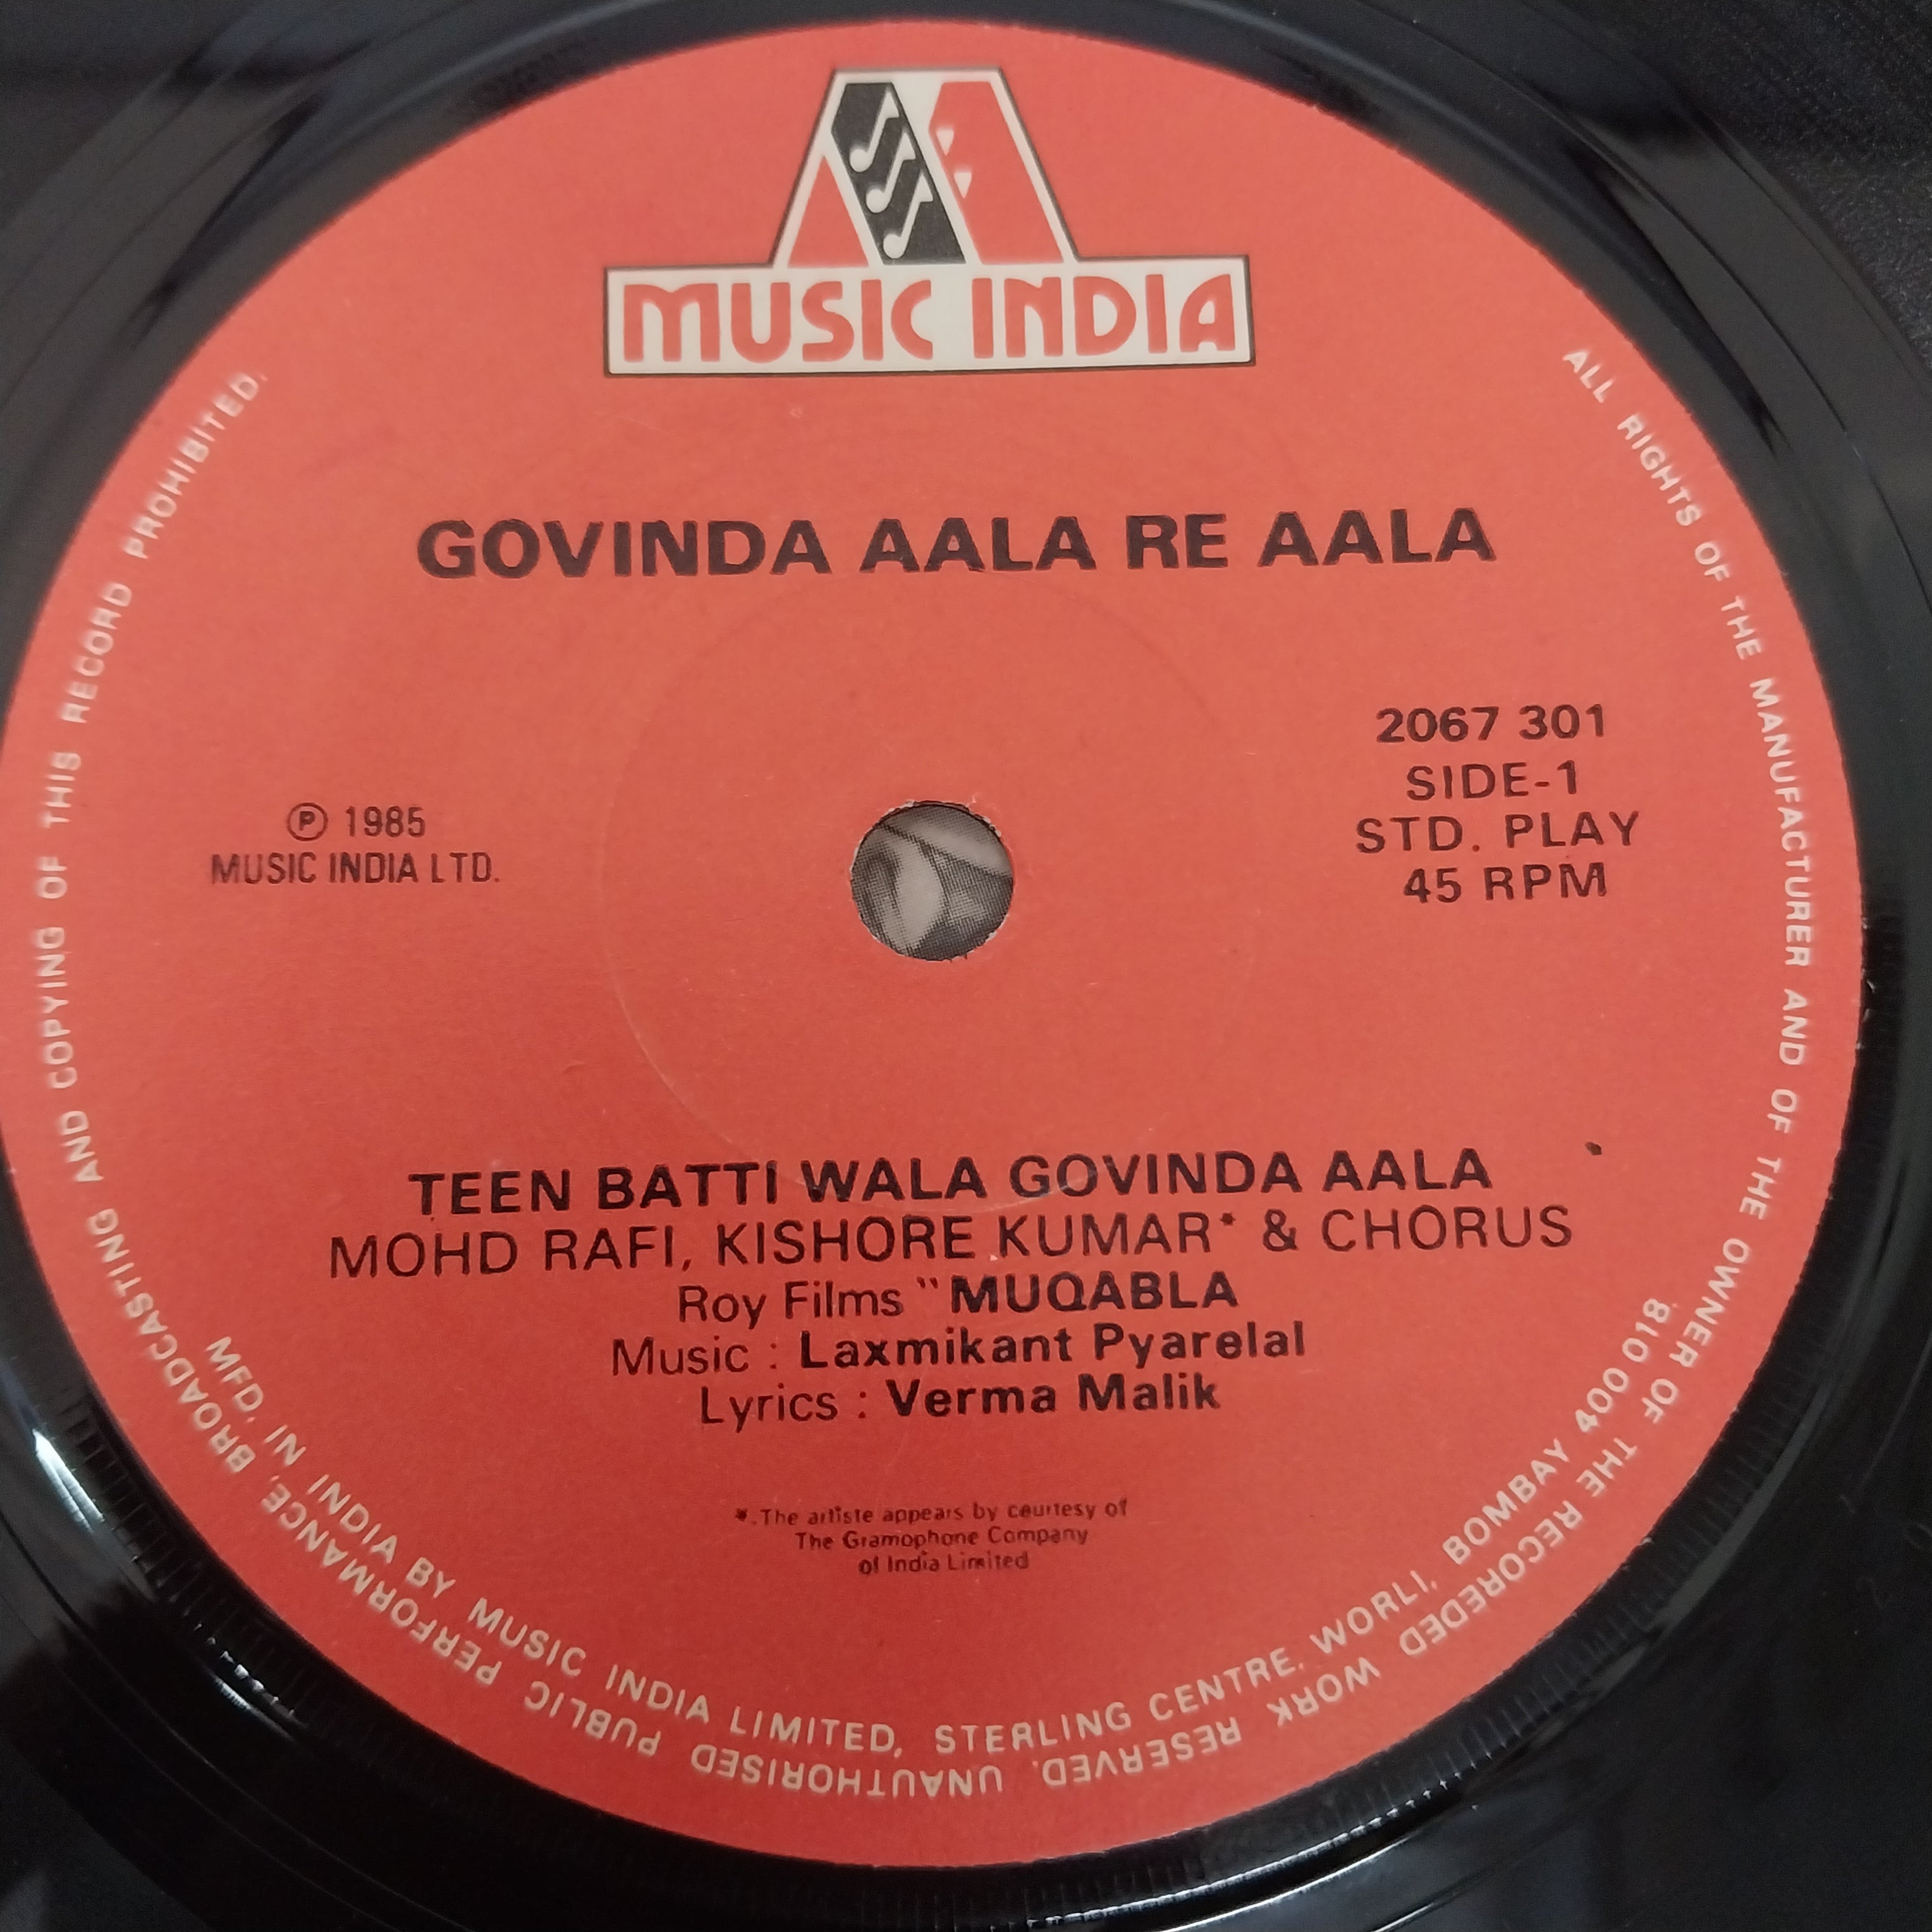 MUSIC INDIA
GOVINDA AALA RE AALA
℗ 1985
MUSIC INDIA LTD.
2067 301
SIDE-1
STD. PLAY
45 RPM
TEEN BATTI WALA GOVINDA AALA
MOHD RAFI, KISHORE KUMAR* & CHORUS
Roy Films "MUQABLA
Music : Laxmikant Pyarelal
Lyrics : Verma Malik
*.The artiste appears by courtesy of
The Gramophone Company
of India Limited
ALL RIGHTS OF THE MANUFACTURER AND OF THE OWNER OF THE RECOREDED WORK RESERVED. UNAUTHORISED PUBLIC PERFORMANCE, BROADCASTING AND COPYING OF THIS RECORD PROHIBITED.
MFD. IN INDIA BY MUSIC INDIA LIMITED, STERLING CENTRE, WORLI, BOMBAY 400 018.